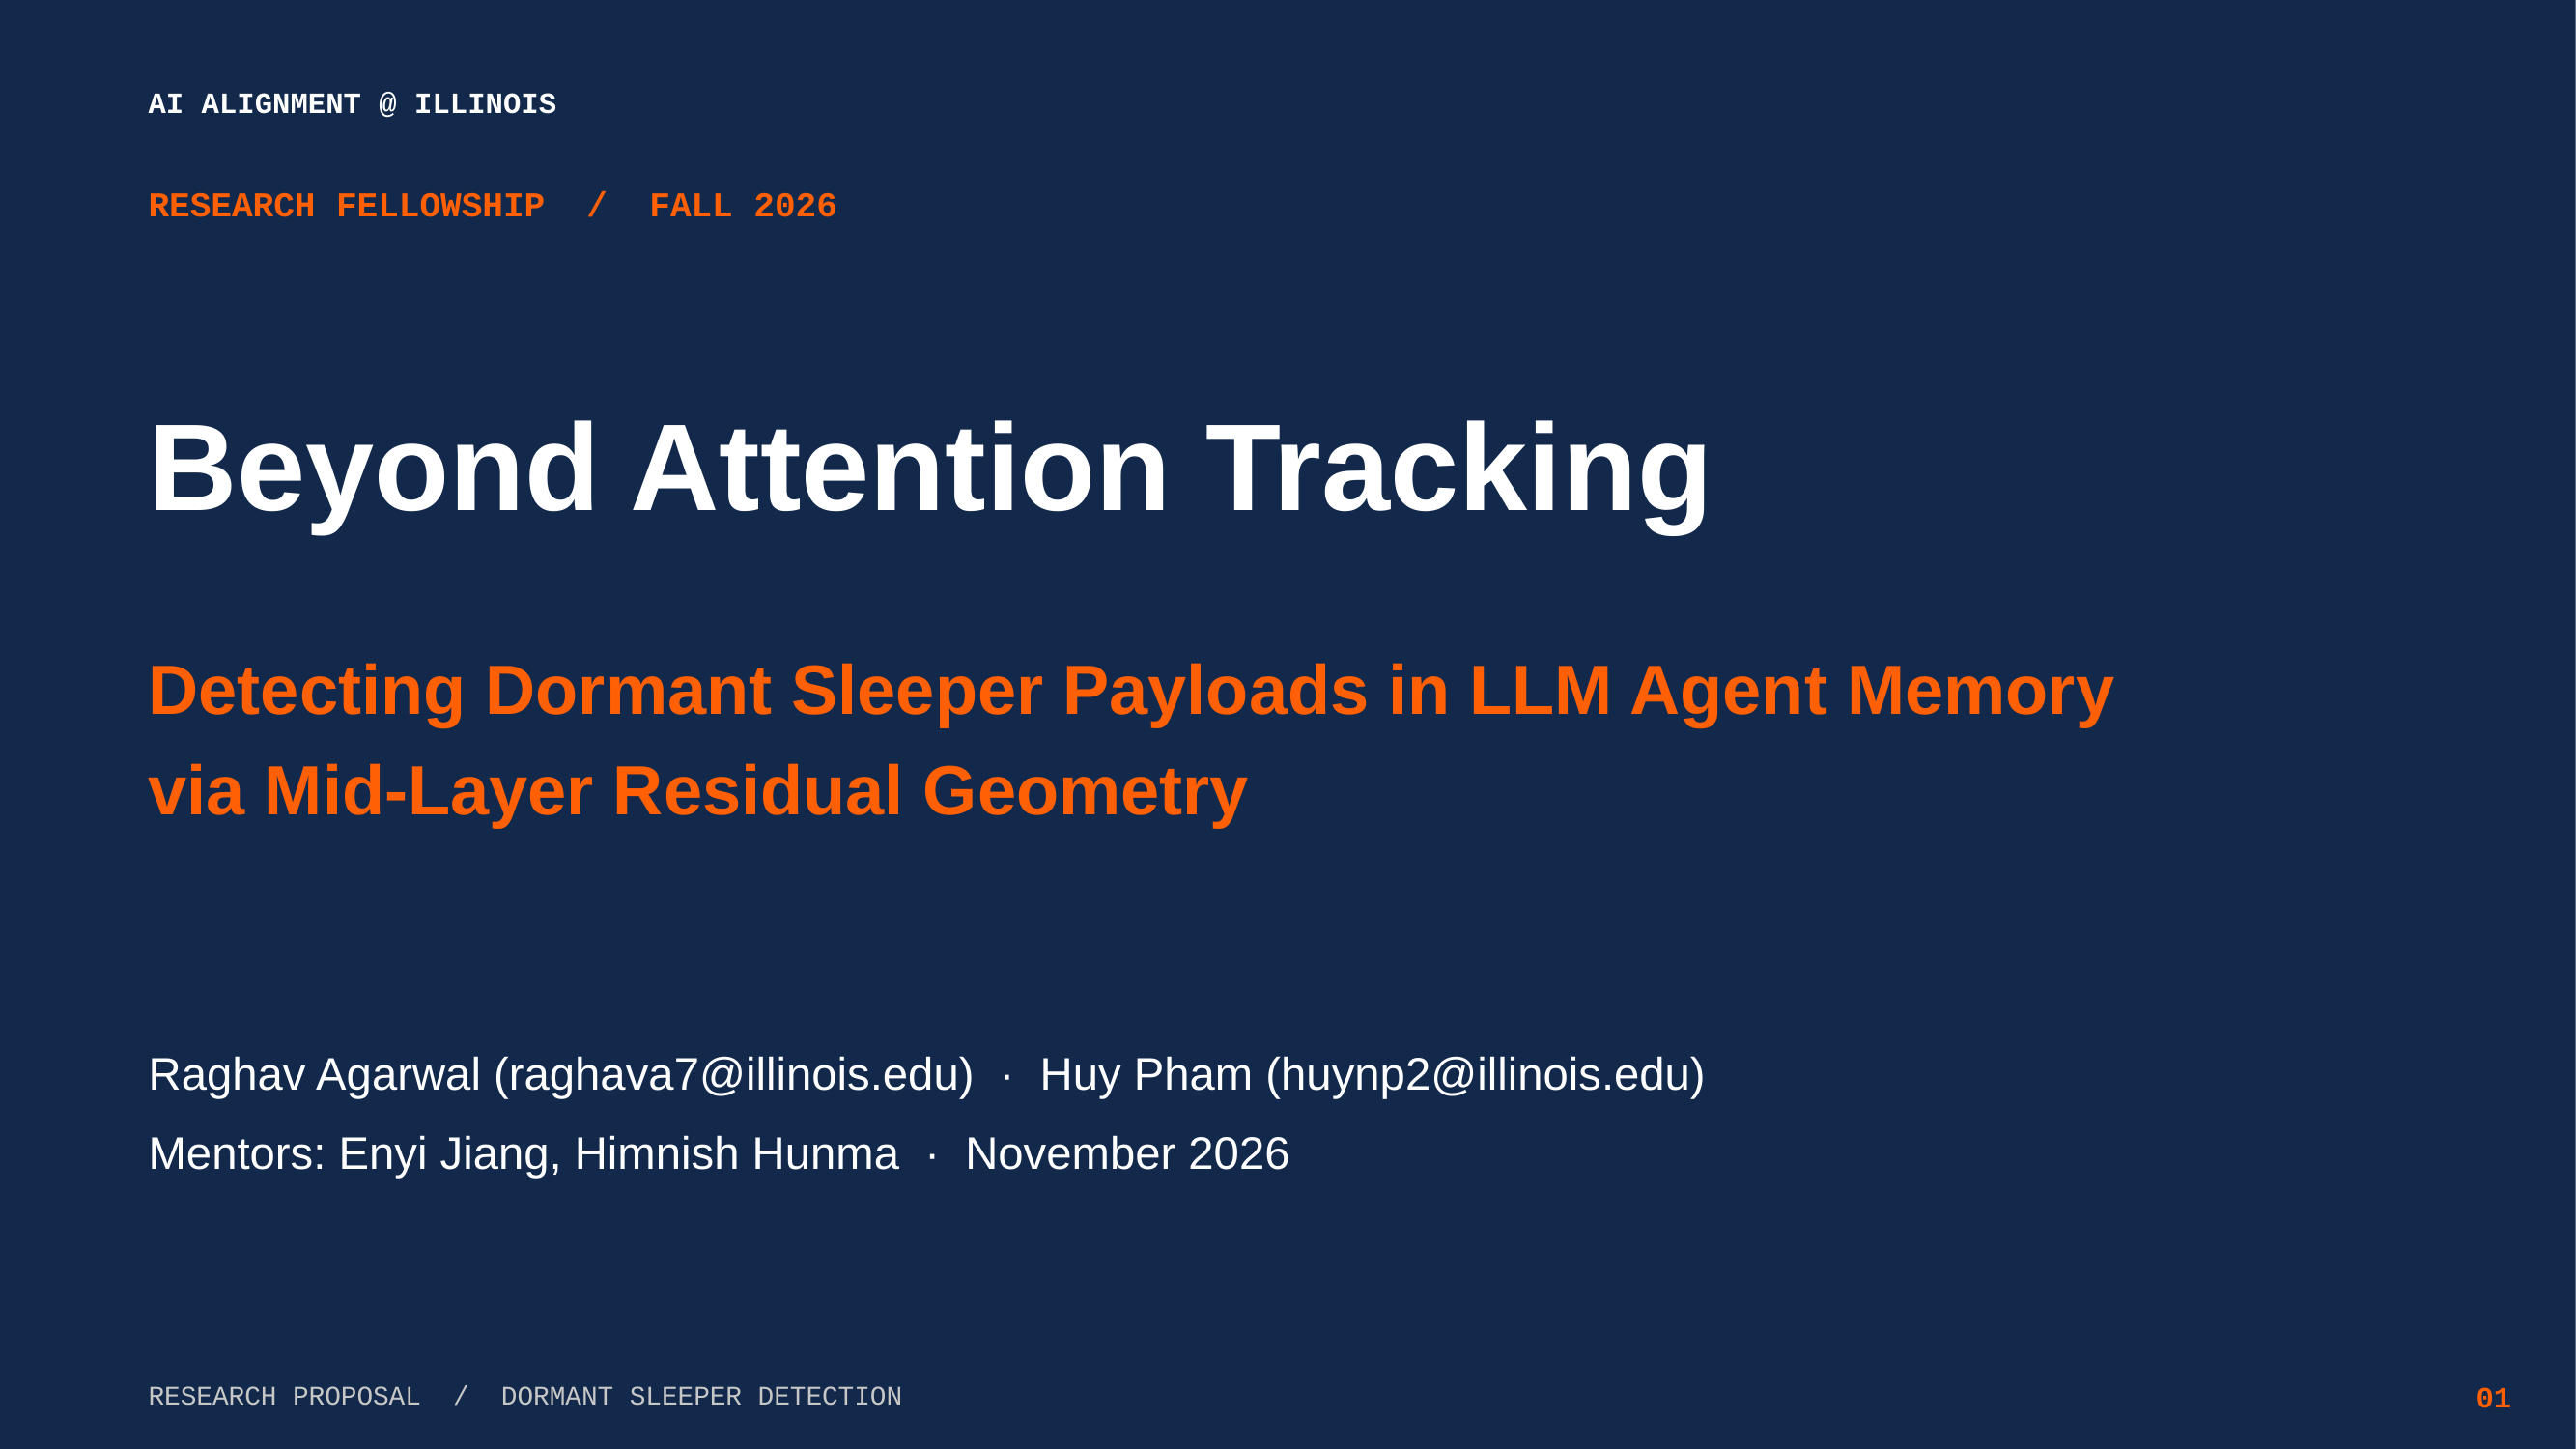 AI ALIGNMENT @ ILLINOIS
RESEARCH FELLOWSHIP / FALL 2026
Beyond Attention Tracking
Detecting Dormant Sleeper Payloads in LLM Agent Memory
via Mid-Layer Residual Geometry
Raghav Agarwal (raghava7@illinois.edu) · Huy Pham (huynp2@illinois.edu)
Mentors: Enyi Jiang, Himnish Hunma · November 2026
RESEARCH PROPOSAL / DORMANT SLEEPER DETECTION
01